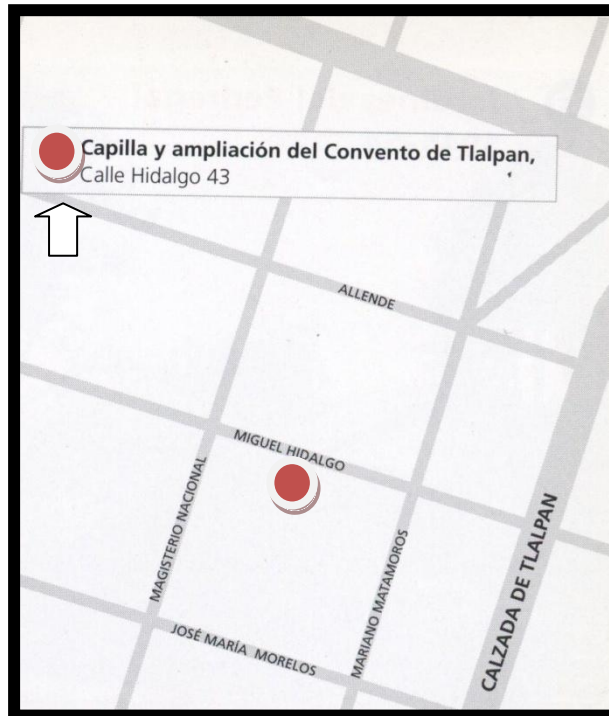 Capilla y ampliación del Convento de Tlalpan,
Calle Hidalgo 43
ALLENDE
MIGUEL HIDALGO
MAGISTERIO NACIONAL
MARIANO MATAMOROS
CALZADA DE TLALPAN
JOSÉ MARÍA MORELOS